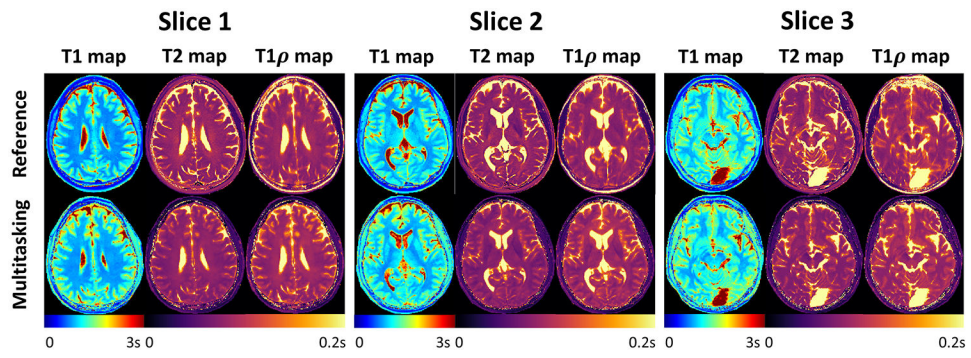 Slice 1 Slice 2 Slice 3
T1 map T2 map T1ρ map T1 map T2 map T1ρ map T1 map T2 map T1ρ map
Reference
Multitasking
0 3s 0 0.2s 0 3s 0 0.2s 0 3s 0 0.2s